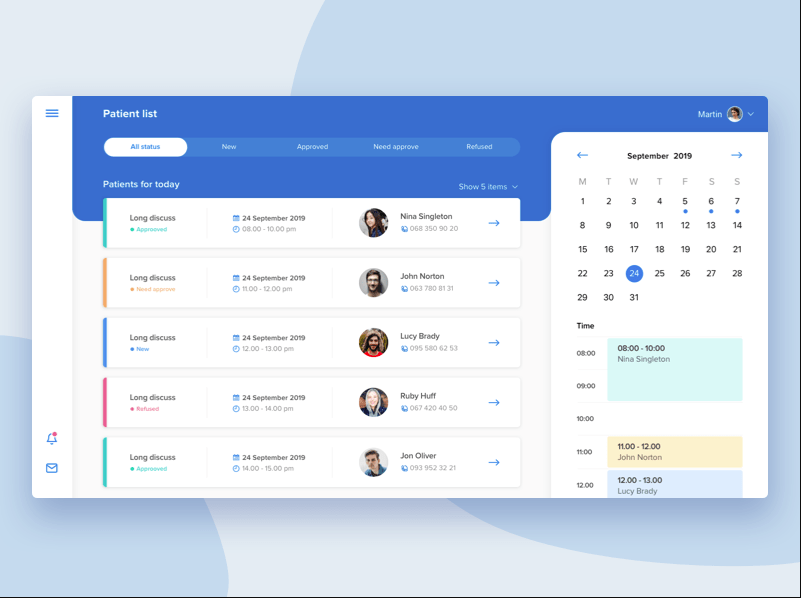 Patient list
Martin
All status
New
Approved
Need approve
Refused
Patients for today
Show 5 items
Long discuss
Approoved
24 September 2019
08.00 - 10.00 pm
Nina Singleton
068 350 90 20
Long discuss
Need approve
24 September 2019
11.00 - 12.00 pm
John Norton
063 780 81 31
Long discuss
New
24 September 2019
12.00 - 13.00 pm
Lucy Brady
095 580 62 53
Long discuss
Refused
24 September 2019
13.00 - 14.00 pm
Ruby Huff
067 420 40 50
Long discuss
Approoved
24 September 2019
14.00 - 15.00 pm
Jon Oliver
093 952 32 21
September 2019
M T W T F S S
1 2 3 4 5 6 7
8 9 10 11 12 13 14
15 16 17 18 19 20 21
22 23 24 25 26 27 28
29 30 31
Time
08:00
08:00 - 10:00
Nina Singleton
09:00
10:00
11:00
11.00 - 12.00
John Norton
12.00
12.00 - 13.00
Lucy Brady